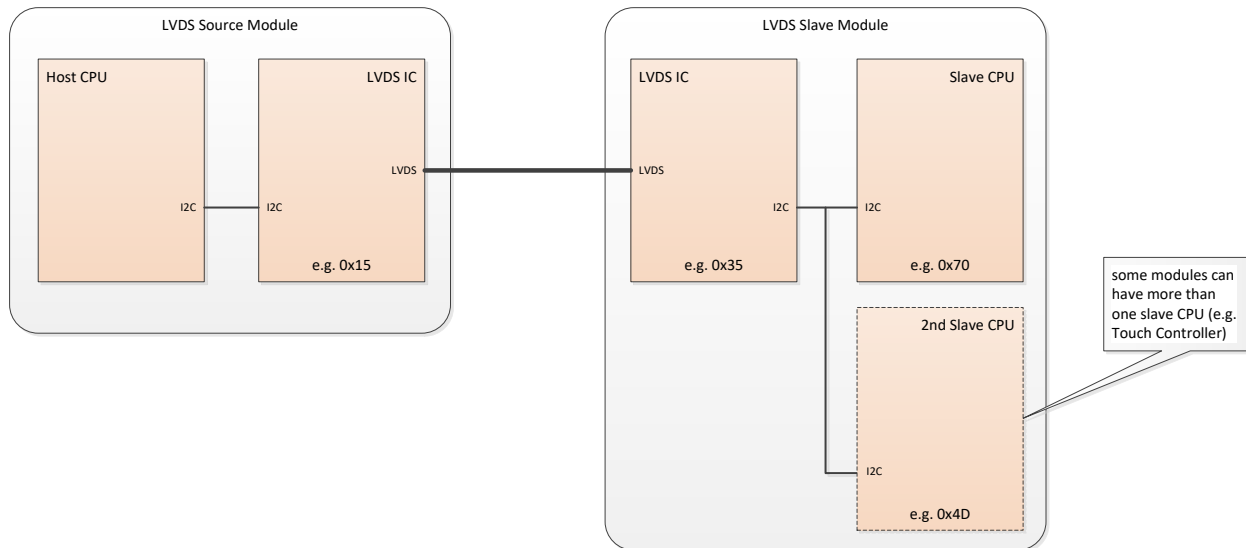 LVDS Source Module
Host CPU
I2C
LVDS IC
LVDS
I2C
e.g. 0x15
LVDS Slave Module
LVDS IC
LVDS
I2C
e.g. 0x35
Slave CPU
I2C
e.g. 0x70
2nd Slave CPU
I2C
e.g. 0x4D
some modules can
have more than
one slave CPU (e.g.
Touch Controller)